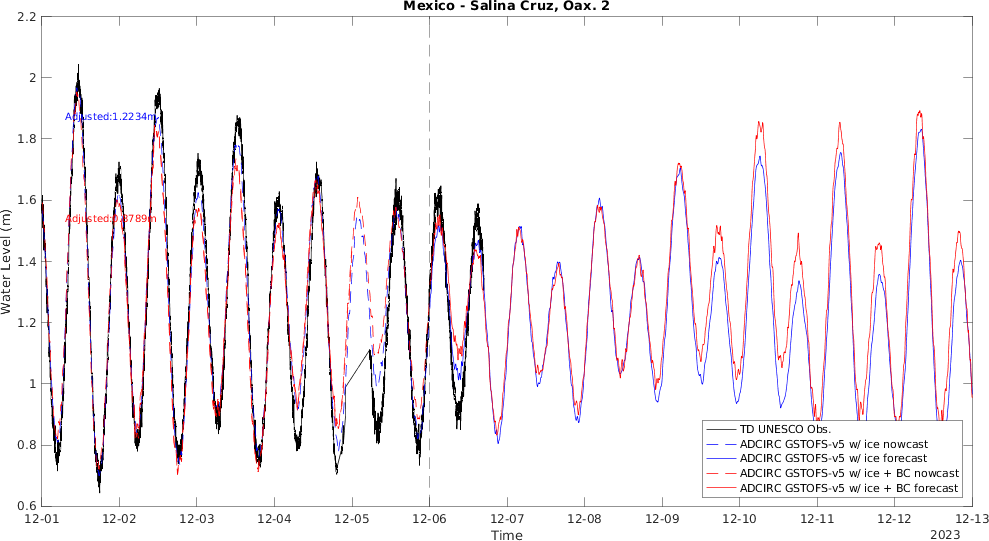 Mexico - Salina Cruz, Oax. 2
Water Level (m)
2.2
2
1.8
1.6
1.4
1.2
1
0.8
0.6
Adjusted:1.2234m
Adjusted:0.8789m
TD UNESCO Obs.
ADCIRC GSTOFS-v5 w/ ice nowcast
ADCIRC GSTOFS-v5 w/ ice forecast
ADCIRC GSTOFS-v5 w/ ice + BC nowcast
ADCIRC GSTOFS-v5 w/ ice + BC forecast
12-01 12-02 12-03 12-04 12-05 12-06 12-07 12-08 12-09 12-10 12-11 12-12 12-13
Time
2023